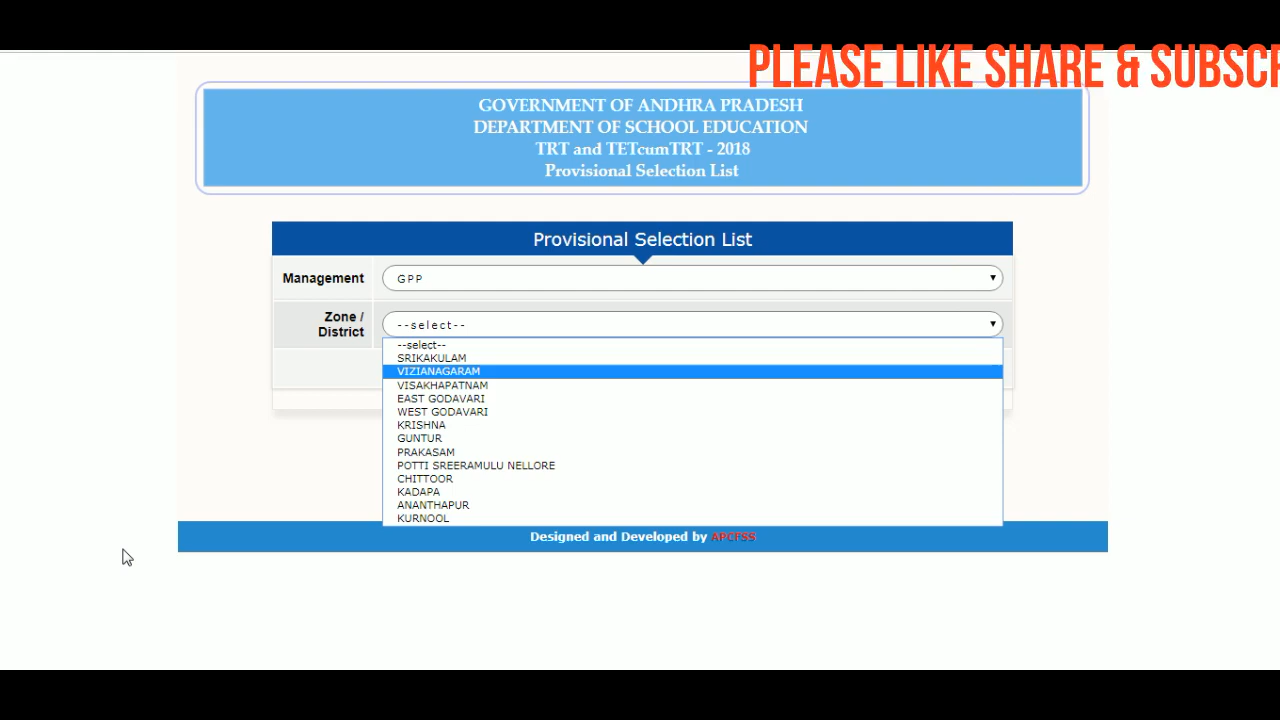 PLEASE LIKE SHARE & SUBSCR
GOVERNMENT OF ANDHRA PRADESH
DEPARTMENT OF SCHOOL EDUCATION
TRT and TETcumTRT - 2018
Provisional Selection List
Provisional Selection List
Management
GPP
Zone /
District
--select--
--select--
SRIKAKULAM
VIZIANAGARAM
VISAKHAPATNAM
EAST GODAVARI
WEST GODAVARI
KRISHNA
GUNTUR
PRAKASAM
POTTI SREERAMULU NELLORE
CHITTOOR
KADAPA
ANANTHAPUR
KURNOOL
Designed and Developed by APCFSS